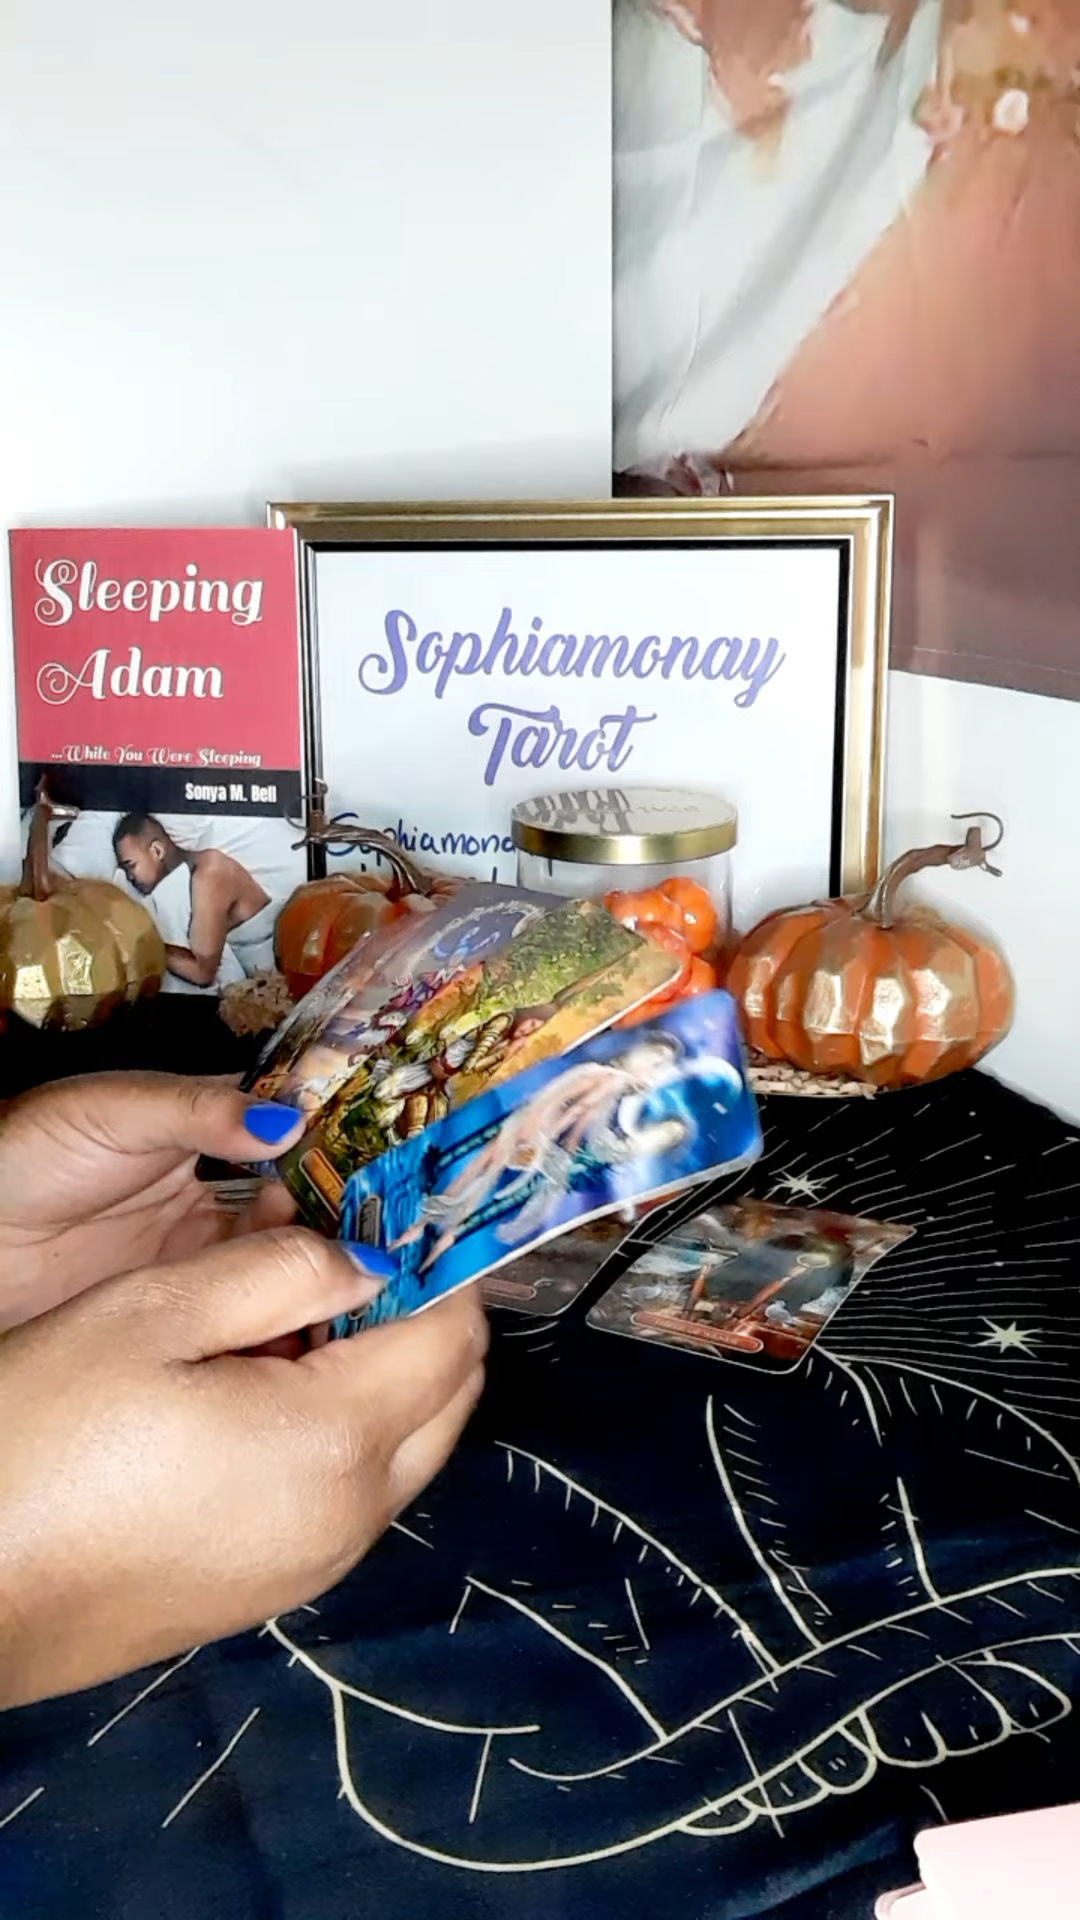 Sleeping
Adam
...While You Were Sleeping
Sonya M. Bell
Sophiamonay
Tarot